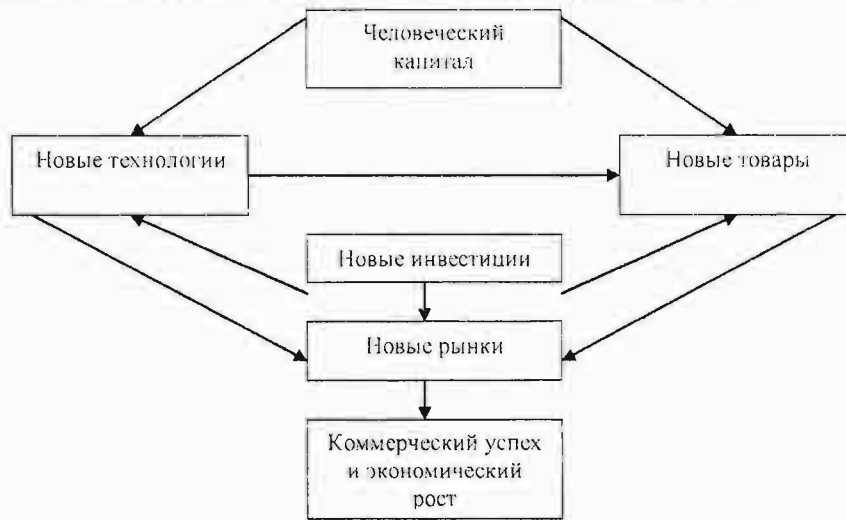 Человеческий
капитал
Новые технологии
Новые товары
Новые инвестиции
Новые рынки
Коммерческий успех
и экономический
рост